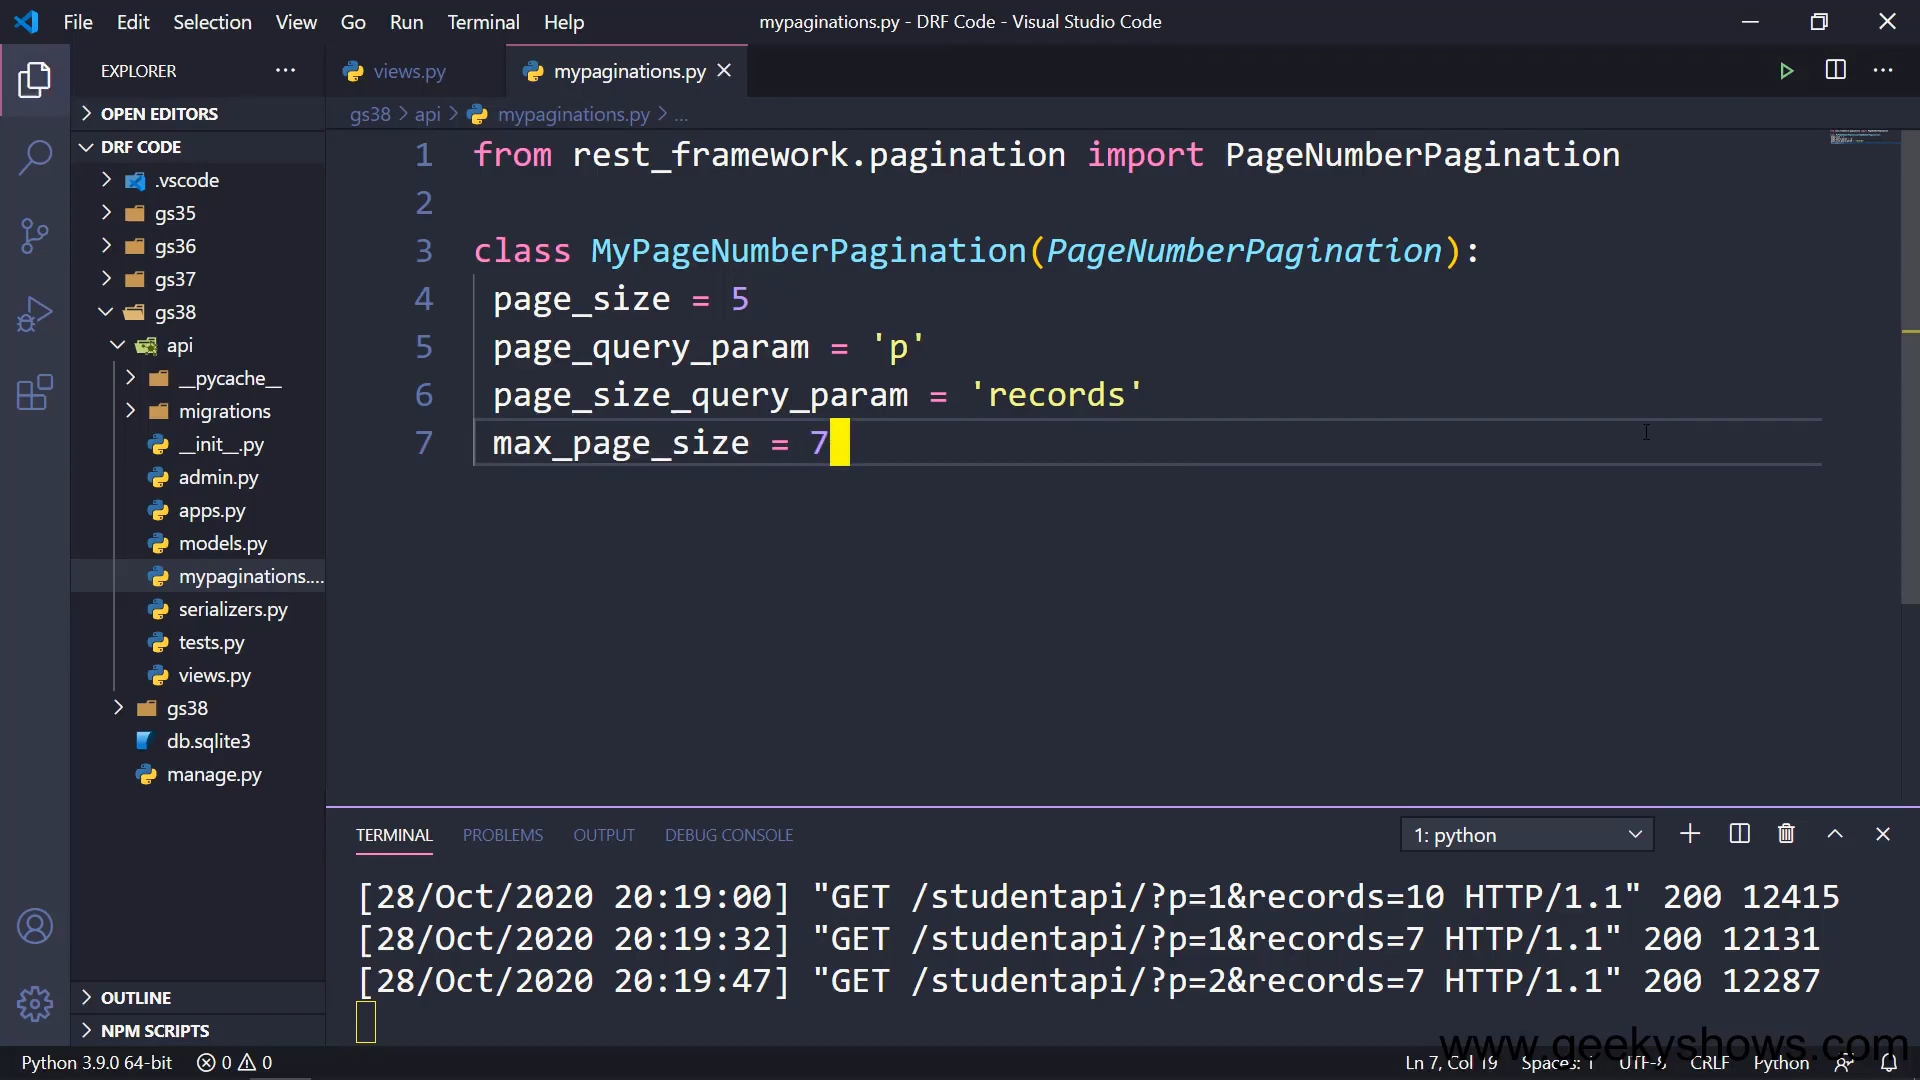 File Edit Selection View Go Run Terminal Help
mypaginations.py - DRF Code - Visual Studio Code
EXPLORER
OPEN EDITORS
DRF CODE
.vscode
gs35
gs36
gs37
gs38
api
__pycache__
migrations
__init__.py
admin.py
apps.py
models.py
mypaginations....
serializers.py
tests.py
views.py
gs38
db.sqlite3
manage.py
OUTLINE
NPM SCRIPTS
views.py
mypaginations.py
gs38 > api > mypaginations.py > ...
1 from rest_framework.pagination import PageNumberPagination
2
3 class MyPageNumberPagination(PageNumberPagination):
4 page_size = 5
5 page_query_param = 'p'
6 page_size_query_param = 'records'
7 max_page_size = 7
TERMINAL PROBLEMS OUTPUT DEBUG CONSOLE
1: python
[28/Oct/2020 20:19:00] "GET /studentapi/?p=1&records=10 HTTP/1.1" 200 12415
[28/Oct/2020 20:19:32] "GET /studentapi/?p=1&records=7 HTTP/1.1" 200 12131
[28/Oct/2020 20:19:47] "GET /studentapi/?p=2&records=7 HTTP/1.1" 200 12287
www.geekyshows.com
Python 3.9.0 64-bit 0 0
Ln 7, Col 19 Spaces: 1 UTF-8 CRLF Python